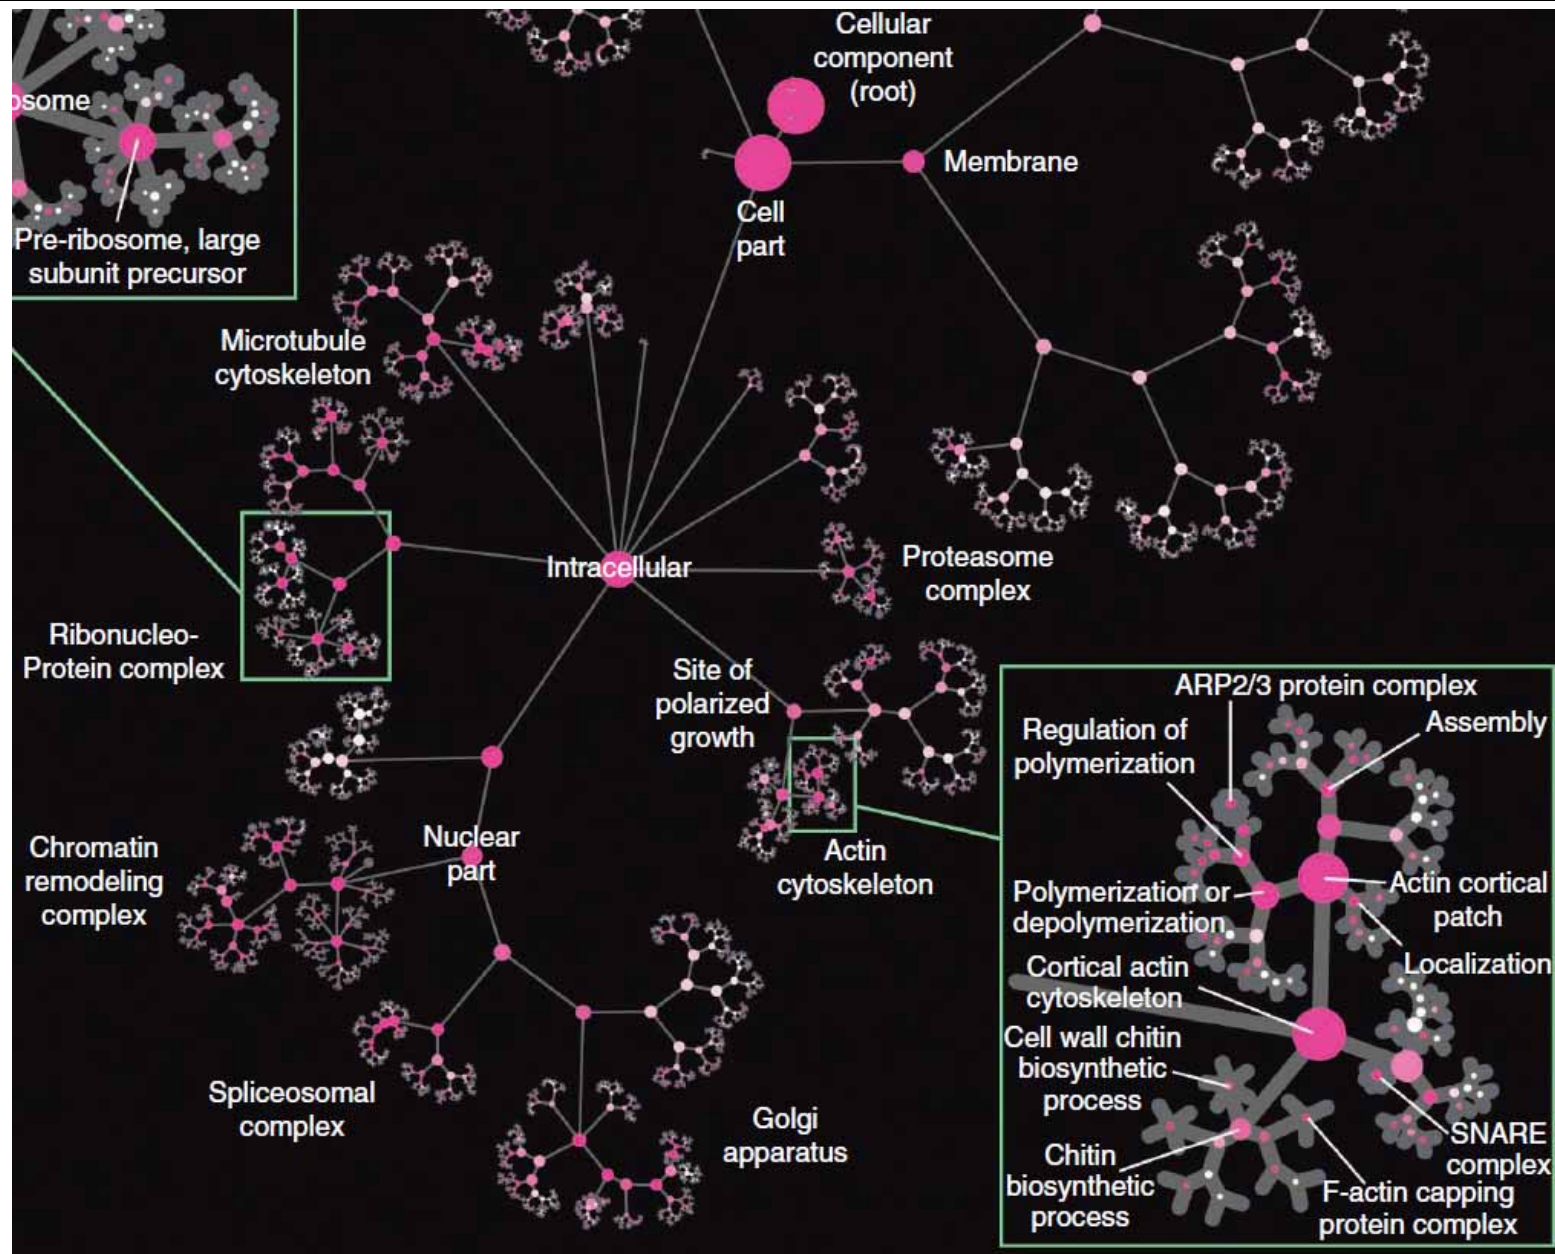 Cellular
component
(root)
osome
Membrane
Cell
part
Pre-ribosome, large
subunit precursor
Microtubule
cytoskeleton
Intracellular
Proteasome
complex
Ribonucleo-
Protein complex
Site of
polarized
growth
Nuclear
part
Actin
cytoskeleton
Chromatin
remodeling
complex
Spliceosomal
complex
Golgi
apparatus
ARP2/3 protein complex
Regulation of
polymerization
Assembly
Polymerization or
depolymerization
Actin cortical
patch
Cortical actin
cytoskeleton
Localization
Cell wall chitin
biosynthetic
process
SNARE
complex
Chitin
biosynthetic
process
F-actin capping
protein complex